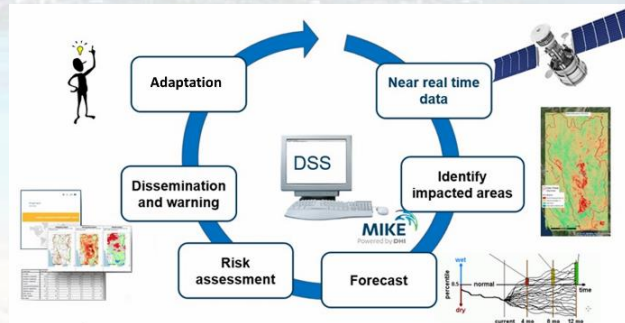 Adaptation
Near real time
data
DSS
Dissemination
and warning
Identify
impacted areas
MIKE
Powered by DHI
Risk
assessment
Forecast
wet
percentile
0.5
normal
time
dry
current
4 mo
8 mo
12 mo